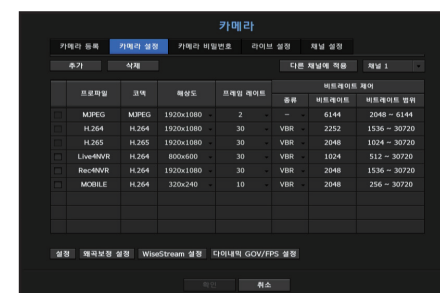 카메라
카메라 등록 카메라 설정 카메라 비밀번호 라이브 설정 채널 설정
추가 삭제 다른 채널에 적용 채널 1
프로파일 코덱 해상도 프레임 레이트 비트레이트 제어
종류 비트레이트 비트레이트 범위
MJPEG MJPEG 1920x1080 2 - 6144 2048 ~ 6144
H.264 H.264 1920x1080 30 VBR 2252 1536 ~ 30720
H.265 H.265 1920x1080 30 VBR 2048 1024 ~ 30720
Live4NVR H.264 800x600 30 VBR 1024 512 ~ 30720
Rec4NVR H.264 1920x1080 30 VBR 2048 1536 ~ 30720
MOBILE H.264 320x240 10 VBR 2048 256 ~ 30720
설정 왜곡보정 설정 WiseStream 설정 다이내믹 GOV/FPS 설정
확인 취소